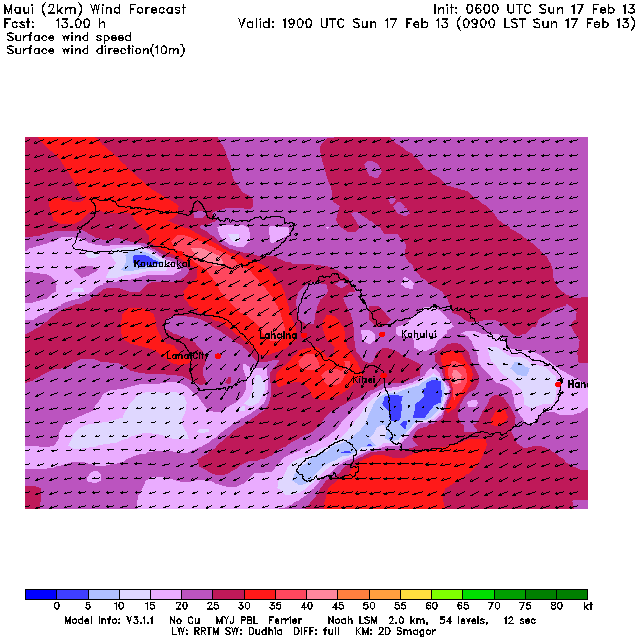 Maui (2km) Wind Forecast Init: 0600 UTC Sun 17 Feb 13
Fcst: 13.00 h Valid: 1900 UTC Sun 17 Feb 13 (0900 LST Sun 17 Feb 13)
Surface wind speed
Surface wind direction(10m)
Kaunakakai
Lahaina
Kahului
LanaiCity
Kihei
Han
0 5 10 15 20 25 30 35 40 45 50 55 60 65 70 75 80 kt
Model Info: V3.1.1 No Cu MYJ PBL Ferrier Noah LSM 2.0 km, 54 levels, 12 sec
LW: RRTM SW: Dudhia DIFF: full KM: 2D Smagor